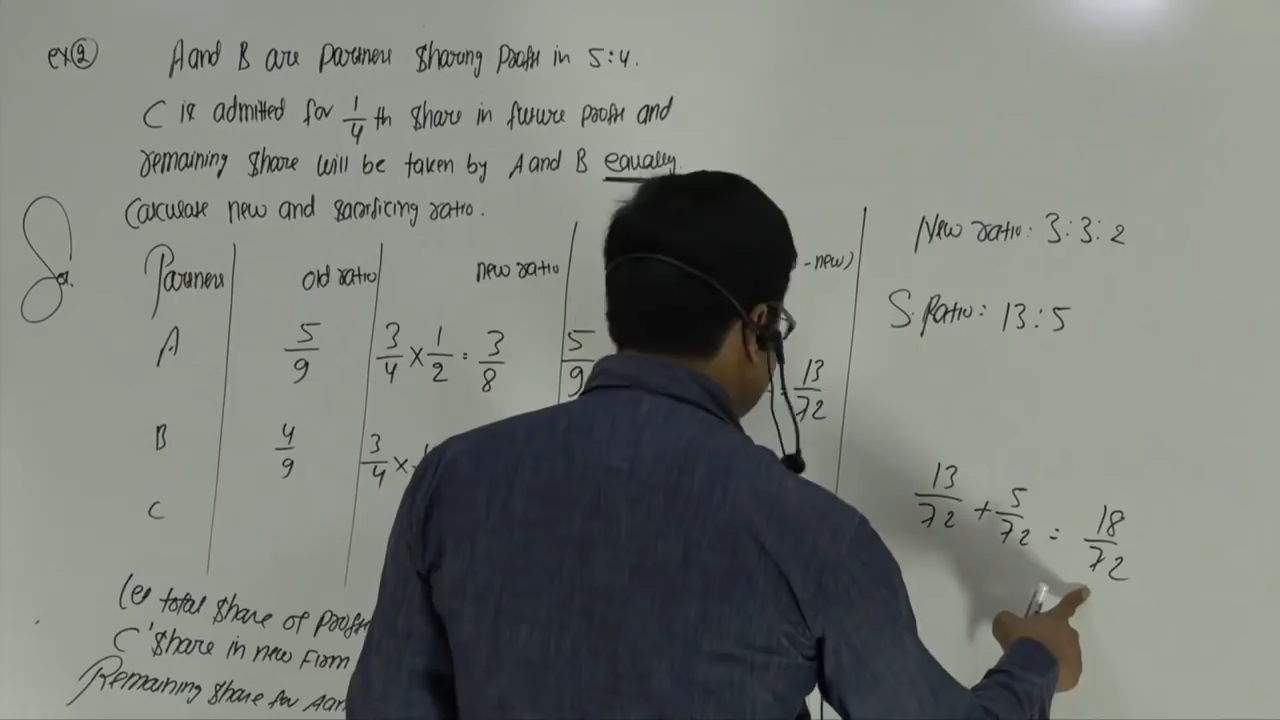 ex② A and B are partners sharing profit in 5:4.
C is admitted for 1/4 th share in future profit and
remaining share will be taken by A and B equally.
Calculate new and sacrificing ratio.
Sol.
Partners old ratio new ratio - new)
A 5/9 3/4 × 1/2 = 3/8 5/9 = 13/72
B 4/9 3/4 ×
C
Let total share of profit
C' share in new Firm
Remaining share for A an
New ratio: 3:3:2
S. Ratio: 13:5
13/72 + 5/72 = 18/72